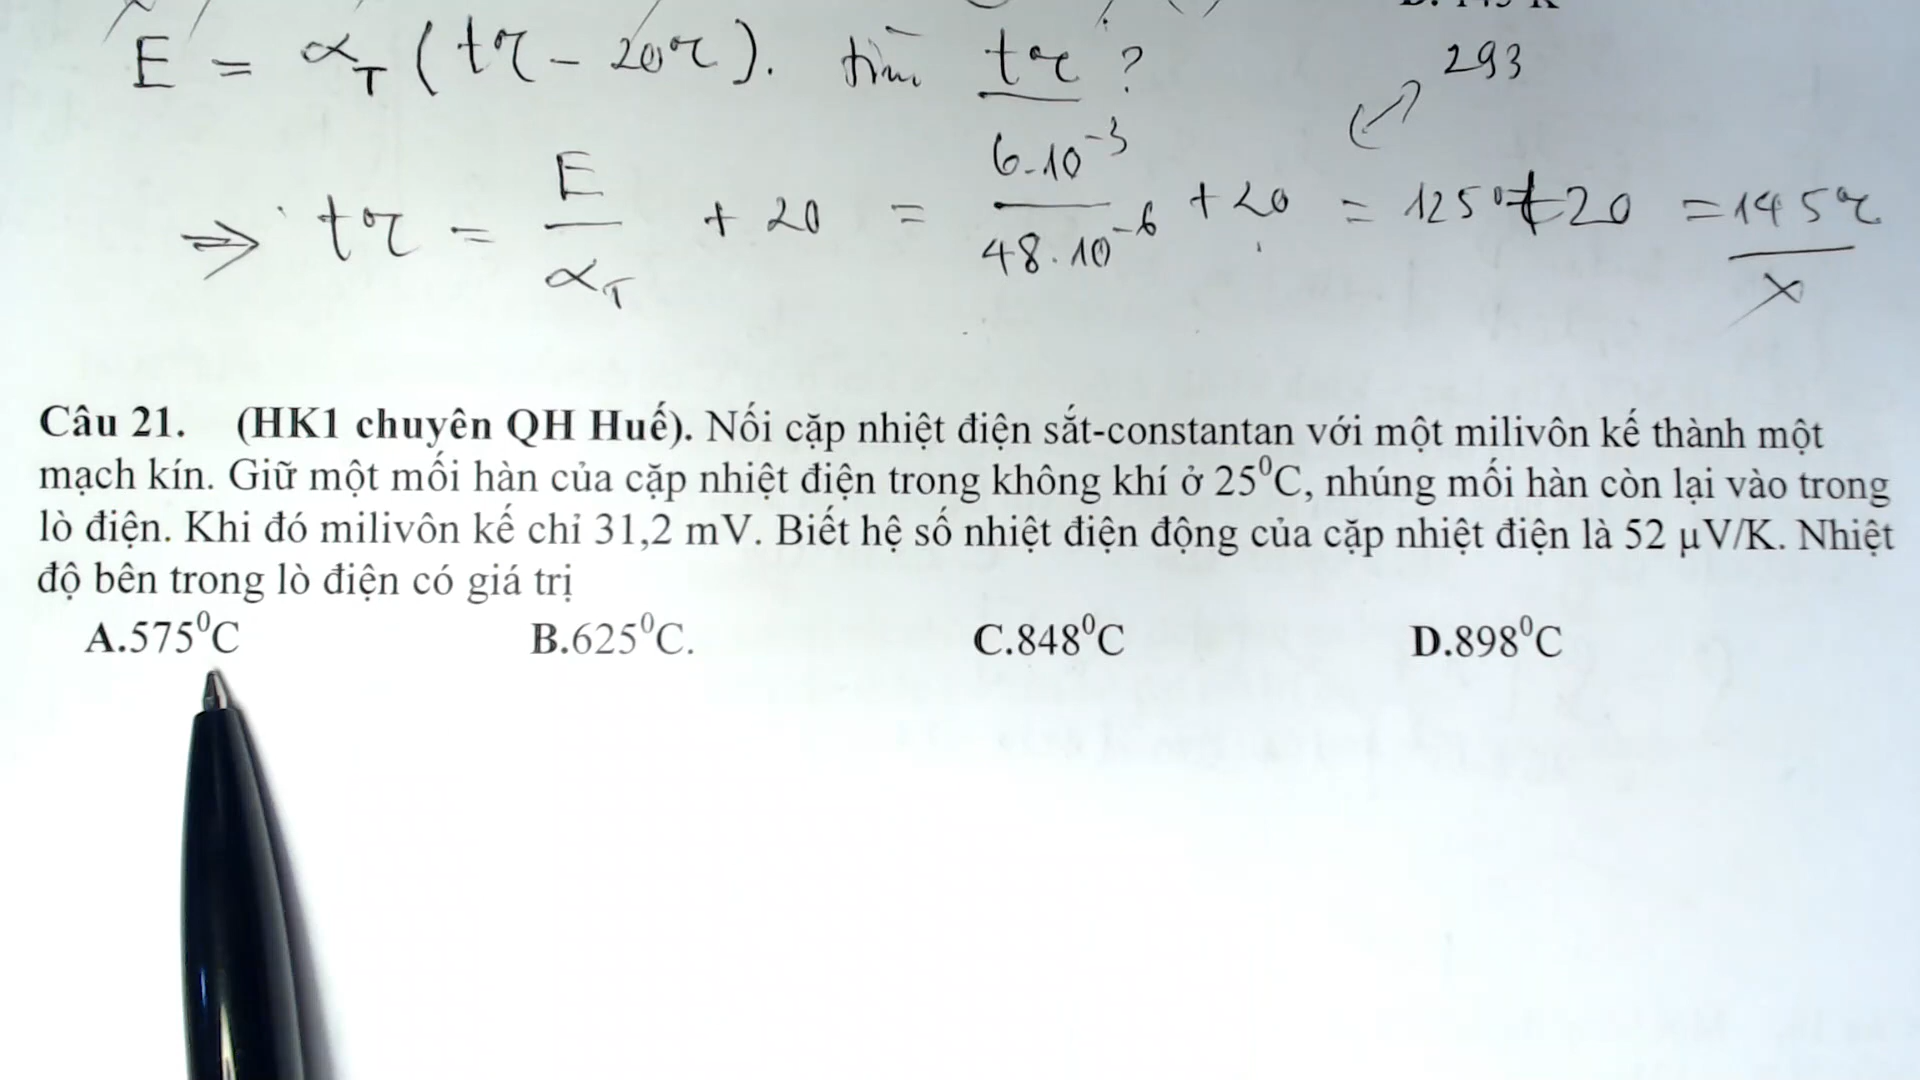 E = αT (t℃ - 20℃). tìm t℃ ?
293
⇒ t℃ = E/αT + 20 = 6.10⁻³/48.10⁻⁶ + 20 = 125 + 20 = 145℃
Câu 21. (HK1 chuyên QH Huế). Nối cặp nhiệt điện sắt-constantan với một milivôn kế thành một
mạch kín. Giữ một mối hàn của cặp nhiệt điện trong không khí ở 25⁰C, nhúng mối hàn còn lại vào trong
lò điện. Khi đó milivôn kế chỉ 31,2 mV. Biết hệ số nhiệt điện động của cặp nhiệt điện là 52 µV/K. Nhiệt
độ bên trong lò điện có giá trị
A.575⁰C B.625⁰C. C.848⁰C D.898⁰C